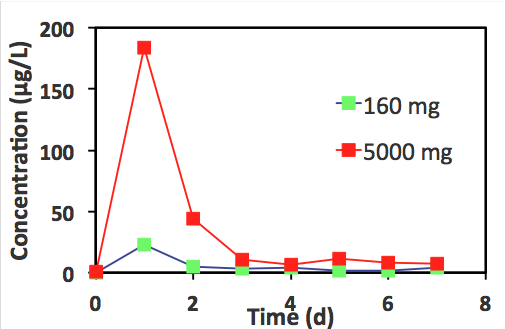 Concentration (µg/L)
200
150
100
50
0
160 mg
5000 mg
0 2 4 6 8
Time (d)